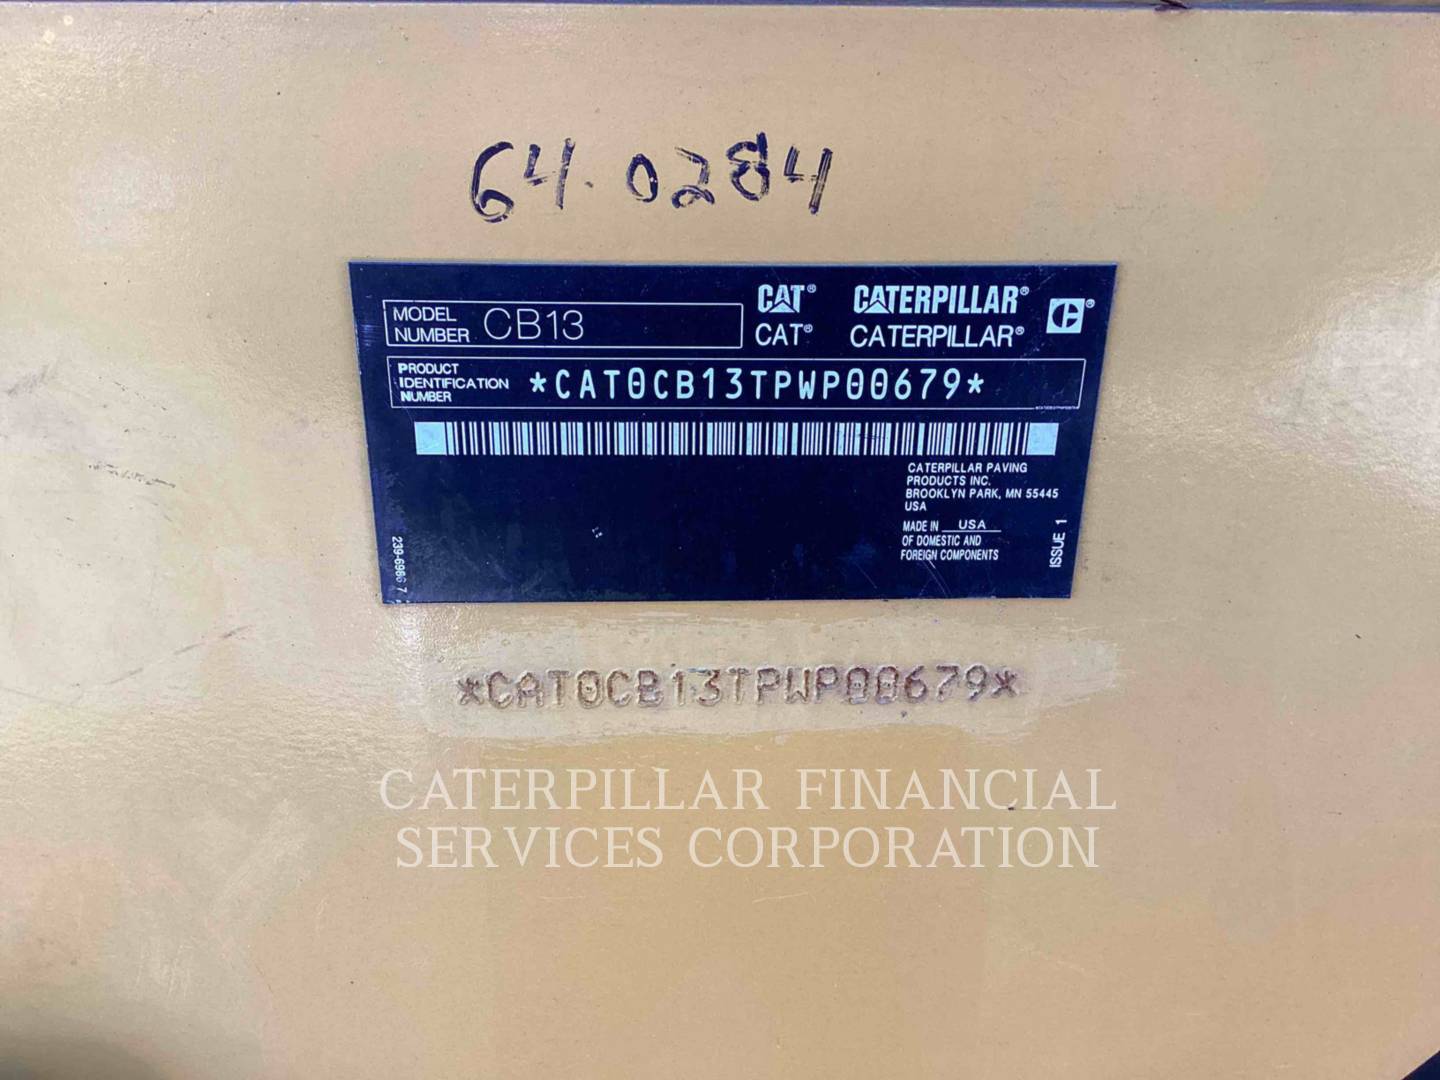 64.0284
MODEL NUMBER CB13
CAT® CATERPILLAR®
CAT® CATERPILLAR®
PRODUCT IDENTIFICATION NUMBER *CAT0CB13TPWP00679*
CATERPILLAR PAVING
PRODUCTS INC.
BROOKLYN PARK, MN 55445
USA
MADE IN USA
OF DOMESTIC AND
FOREIGN COMPONENTS
ISSUE 1
*CAT0CB13TPWP00679*
CATERPILLAR FINANCIAL
SERVICES CORPORATION